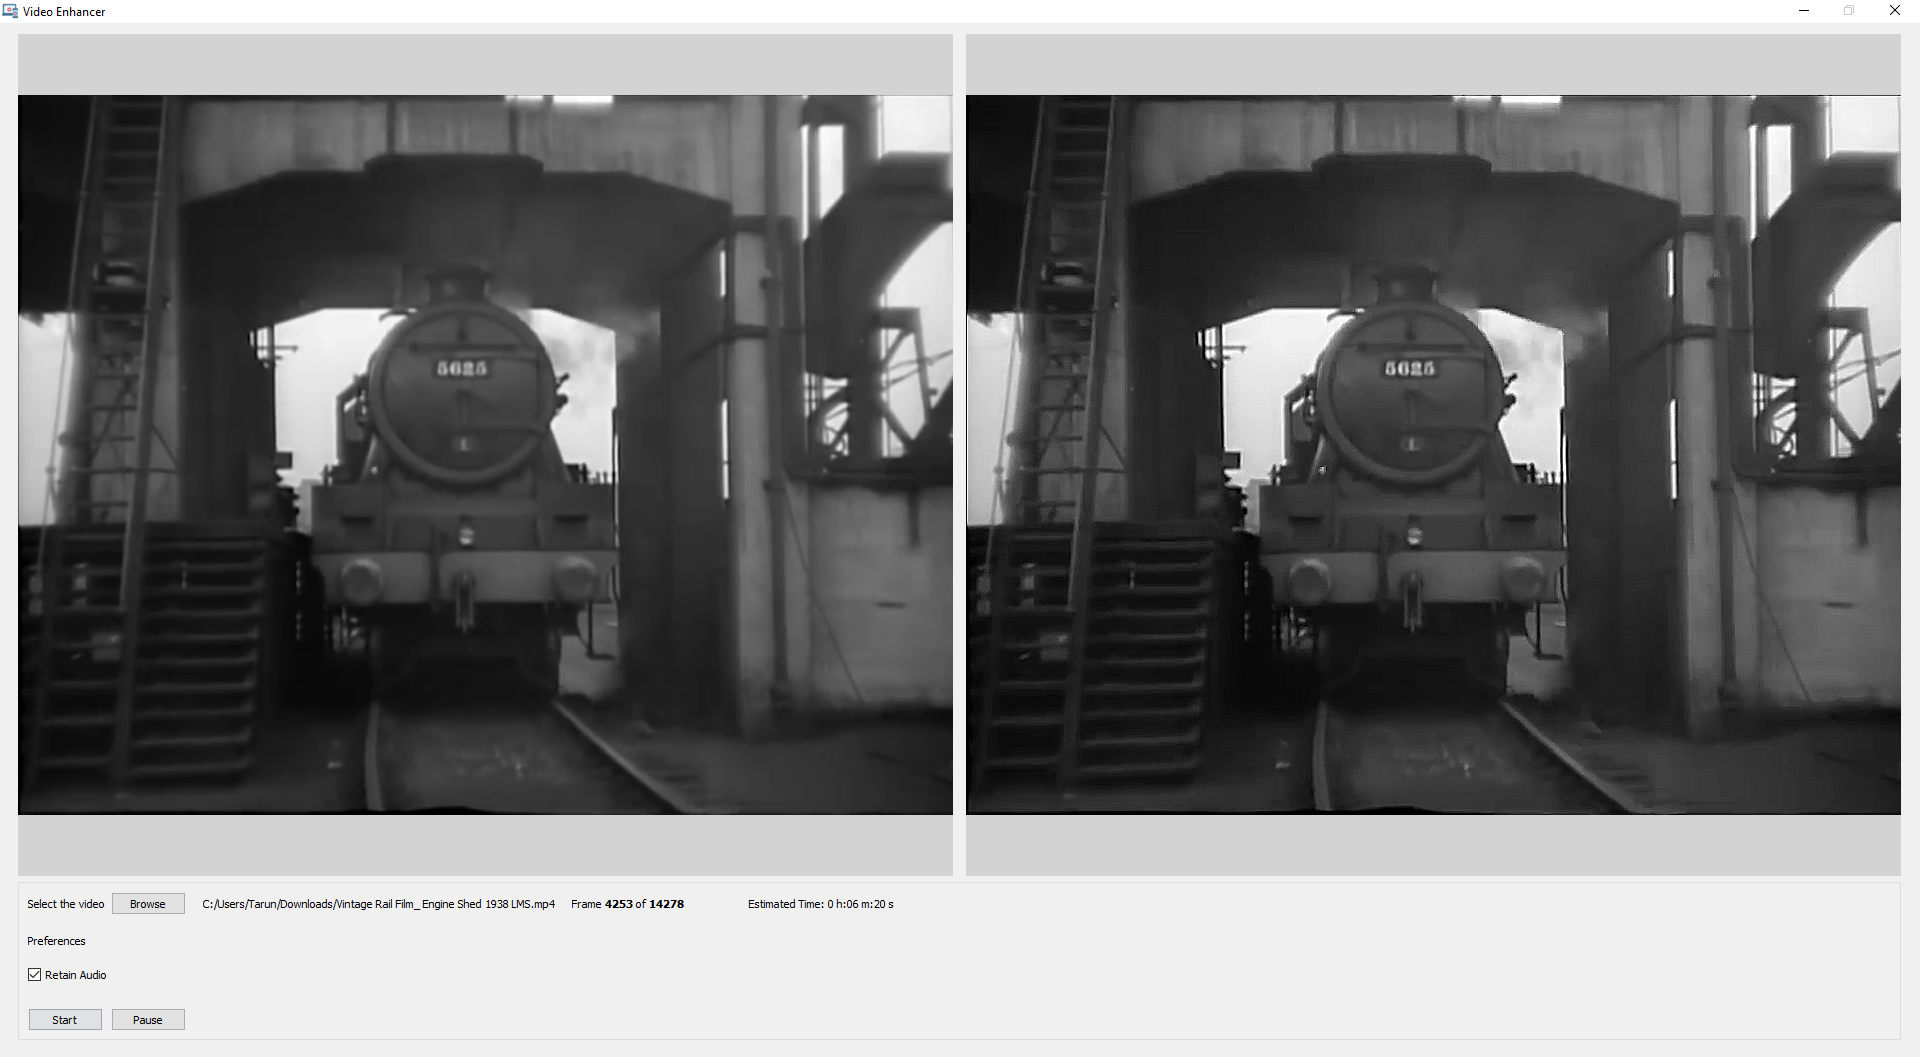 Video Enhancer
5625
5625
Select the video Browse C:/Users/Tarun/Downloads/Vintage Rail Film_ Engine Shed 1938 LMS.mp4 Frame 4253 of 14278 Estimated Time: 0 h:06 m:20 s
Preferences
Retain Audio
Start Pause